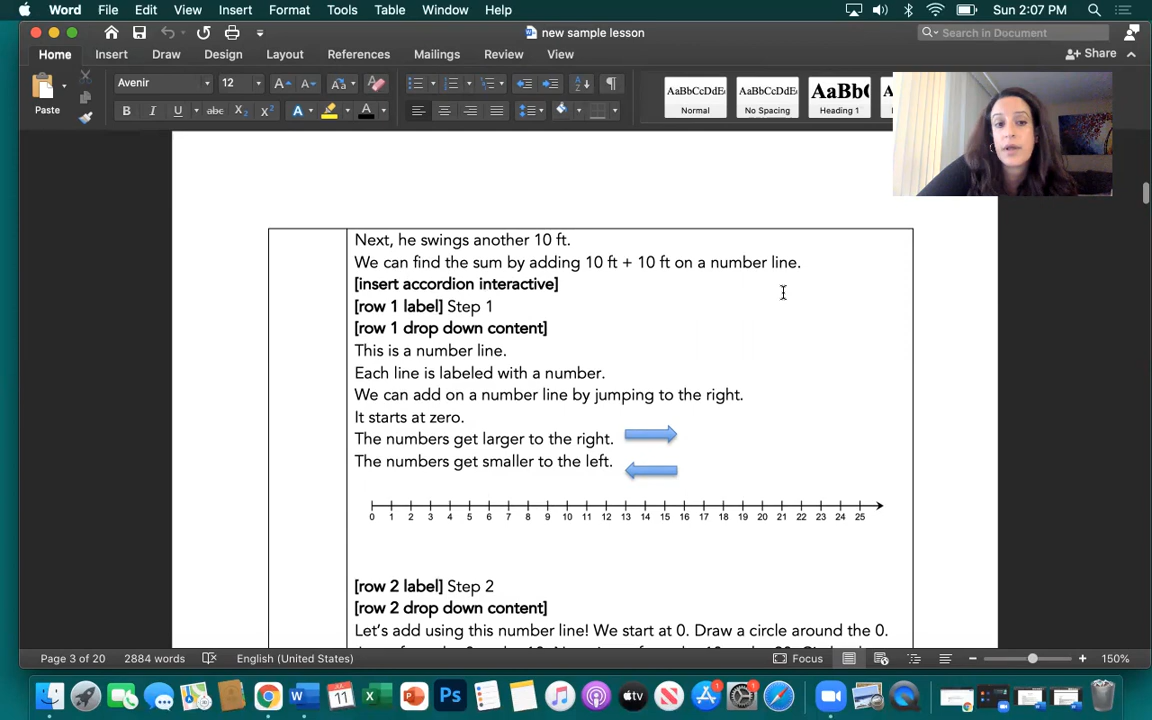 Word File Edit View Insert Format Tools Table Window Help Sun 2:07 PM
new sample lesson
Search in Document
Home Insert Draw Design Layout References Mailings Review View Share
Avenir 12
Paste
AaBbCcDdEe AaBbCcDdEe AaBbC
Normal No Spacing Heading 1
Next, he swings another 10 ft.
We can find the sum by adding 10 ft + 10 ft on a number line.
[insert accordion interactive]
[row 1 label] Step 1
[row 1 drop down content]
This is a number line.
Each line is labeled with a number.
We can add on a number line by jumping to the right.
It starts at zero.
The numbers get larger to the right.
The numbers get smaller to the left.
0 1 2 3 4 5 6 7 8 9 10 11 12 13 14 15 16 17 18 19 20 21 22 23 24 25
[row 2 label] Step 2
[row 2 drop down content]
Let's add using this number line! We start at 0. Draw a circle around the 0.
Page 3 of 20 2884 words English (United States) Focus 150%